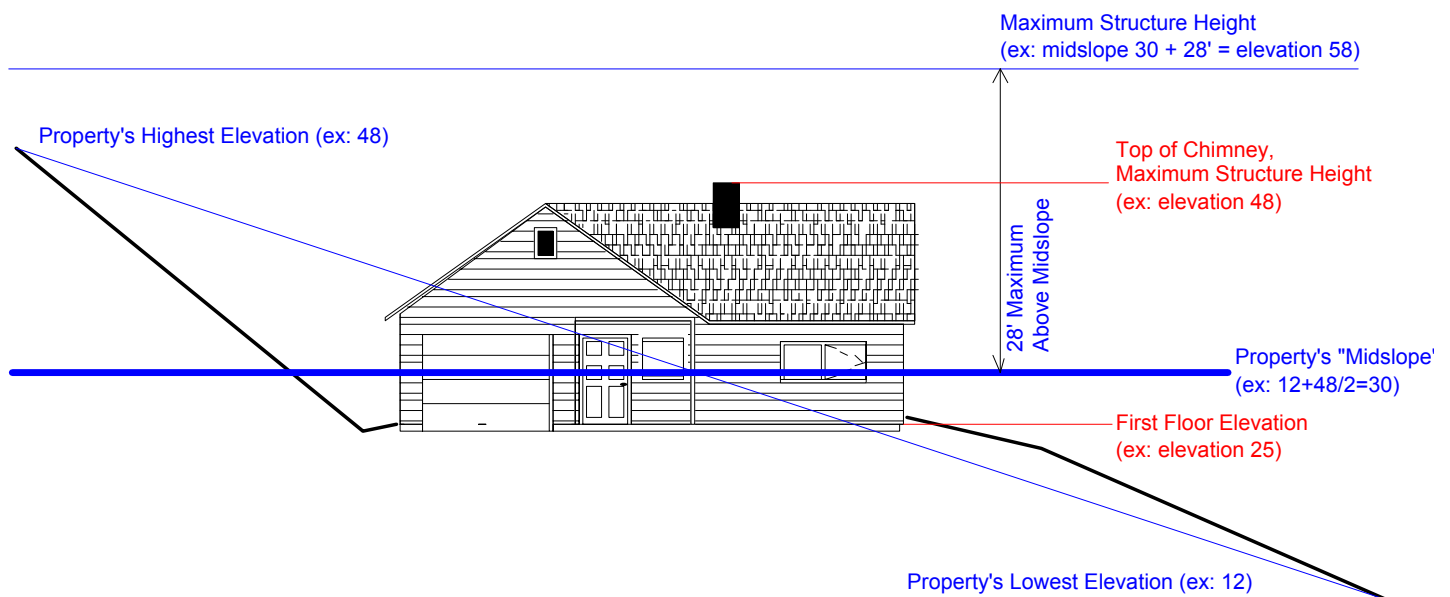 Maximum Structure Height
(ex: midslope 30 + 28' = elevation 58)
Property's Highest Elevation (ex: 48)
Top of Chimney,
Maximum Structure Height
(ex: elevation 48)
28' Maximum
Above Midslope
Property's "Midslope"
(ex: 12+48/2=30)
First Floor Elevation
(ex: elevation 25)
Property's Lowest Elevation (ex: 12)